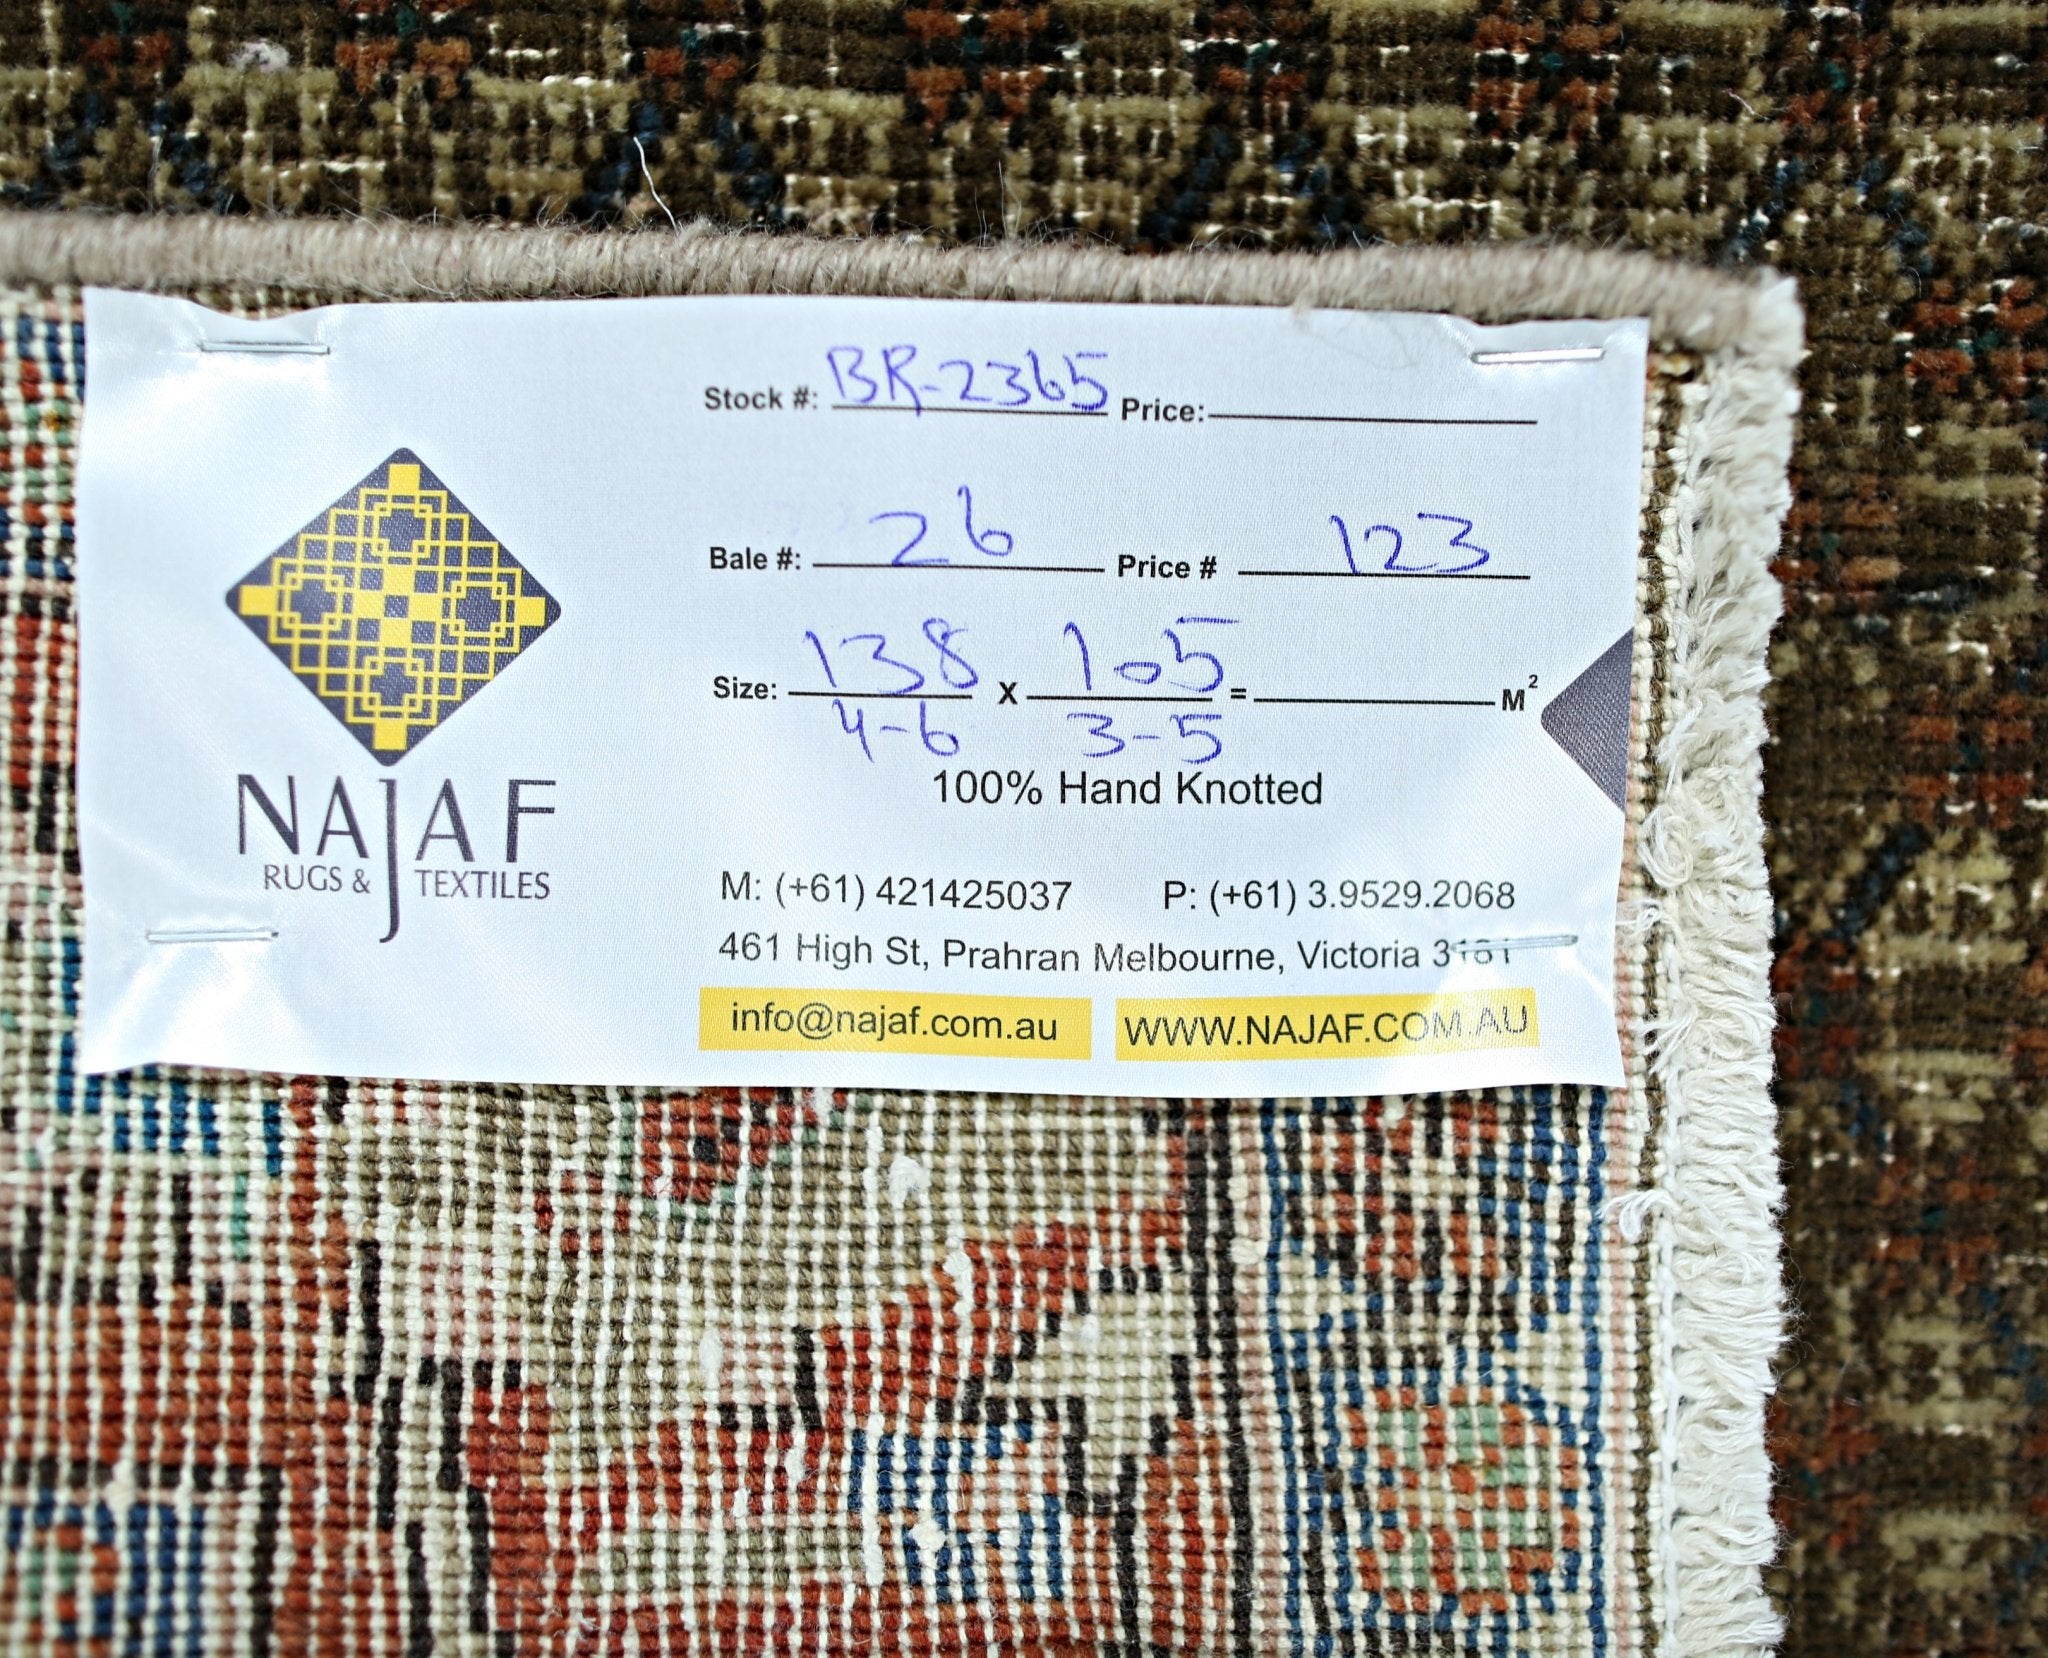 Stock #: BR-2365 Price:
Bale #: 26 Price # 123
Size: 138 X 105 = M²
4-6 3-5
100% Hand Knotted
NAJAF
RUGS & TEXTILES
M: (+61) 421425037 P: (+61) 3.9529.2068
461 High St, Prahran Melbourne, Victoria 3181
info@najaf.com.au WWW.NAJAF.COM.AU